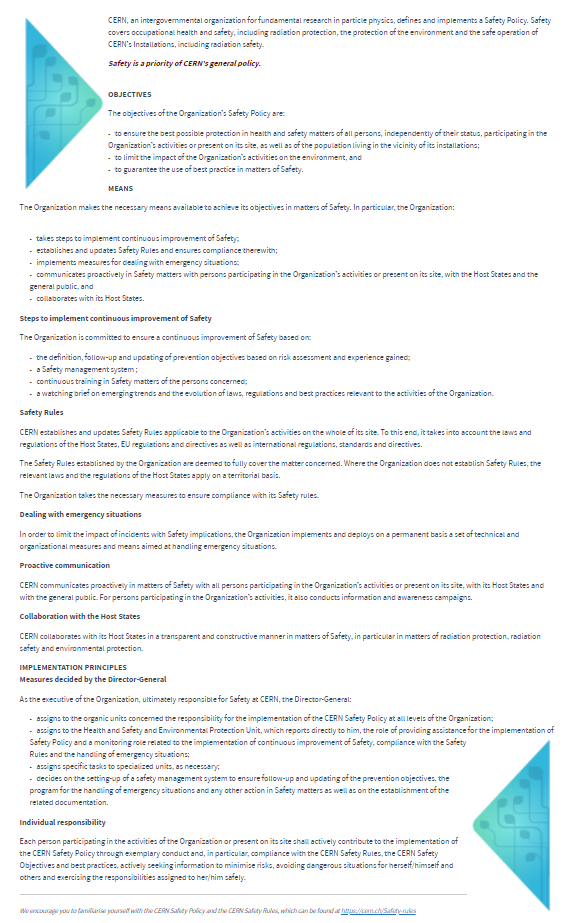 CERN, an intergovernmental organization for fundamental research in particle physics, defines and implements a Safety Policy. Safety
covers occupational health and safety, including radiation protection, the protection of the environment and the safe operation of
CERN's Installations, including radiation safety.
Safety is a priority of CERN's general policy.
OBJECTIVES
The objectives of the Organization's Safety Policy are:
- to ensure the best possible protection in health and safety matters of all persons, independently of their status, participating in the
Organization's activities or present on its site, as well as of the population living in the vicinity of its installations;
- to limit the impact of the Organization's activities on the environment, and
- to guarantee the use of best practice in matters of Safety.
MEANS
The Organization makes the necessary means available to achieve its objectives in matters of Safety. In particular, the Organization:
- takes steps to implement continuous improvement of Safety;
- establishes and updates Safety Rules and ensures compliance therewith;
- implements measures for dealing with emergency situations;
- communicates proactively in Safety matters with persons participating in the Organization's activities or present on its site, with the Host States and the
general public, and
- collaborates with its Host States.
Steps to implement continuous improvement of Safety
The Organization is committed to ensure a continuous improvement of Safety based on:
- the definition, follow-up and updating of prevention objectives based on risk assessment and experience gained;
- a Safety management system ;
- continuous training in Safety matters of the persons concerned;
- a watching brief on emerging trends and the evolution of laws, regulations and best practices relevant to the activities of the Organization.
Safety Rules
CERN establishes and updates Safety Rules applicable to the Organization's activities on the whole of its site. To this end, it takes into account the laws and
regulations of the Host States, EU regulations and directives as well as international regulations, standards and directives.
The Safety Rules established by the Organization are deemed to fully cover the matter concerned. Where the Organization does not establish Safety Rules, the
relevant laws and the regulations of the Host States apply on a territorial basis.
The Organization takes the necessary measures to ensure compliance with its Safety rules.
Dealing with emergency situations
In order to limit the impact of incidents with Safety implications, the Organization implements and deploys on a permanent basis a set of technical and
organizational measures and means aimed at handling emergency situations.
Proactive communication
CERN communicates proactively in matters of Safety with all persons participating in the Organization's activities or present on its site, with its Host States and
with the general public. For persons participating in the Organization's activities, it also conducts information and awareness campaigns.
Collaboration with the Host States
CERN collaborates with its Host States in a transparent and constructive manner in matters of Safety, in particular in matters of radiation protection, radiation
safety and environmental protection.
IMPLEMENTATION PRINCIPLES
Measures decided by the Director-General
As the executive of the Organization, ultimately responsible for Safety at CERN, the Director-General:
- assigns to the organic units concerned the responsibility for the implementation of the CERN Safety Policy at all levels of the Organization;
- assigns to the Health and Safety and Environmental Protection Unit, which reports directly to him, the role of providing assistance for the implementation of
Safety Policy and a monitoring role related to the implementation of continuous improvement of Safety, compliance with the Safety
Rules and the handling of emergency situations;
- assigns specific tasks to specialized units, as necessary;
- decides on the setting-up of a safety management system to ensure follow-up and updating of the prevention objectives, the
program for the handling of emergency situations and any other action in Safety matters as well as on the establishment of the
related documentation.
Individual responsibility
Each person participating in the activities of the Organization or present on its site shall actively contribute to the implementation of
the CERN Safety Policy through exemplary conduct and, in particular, compliance with the CERN Safety Rules, the CERN Safety
Objectives and best practices, actively seeking information to minimise risks, avoiding dangerous situations for herself/himself and
others and exercising the responsibilities assigned to her/him safely.
We encourage you to familiarise yourself with the CERN Safety Policy and the CERN Safety Rules, which can be found at https://cern.ch/Safety-rules